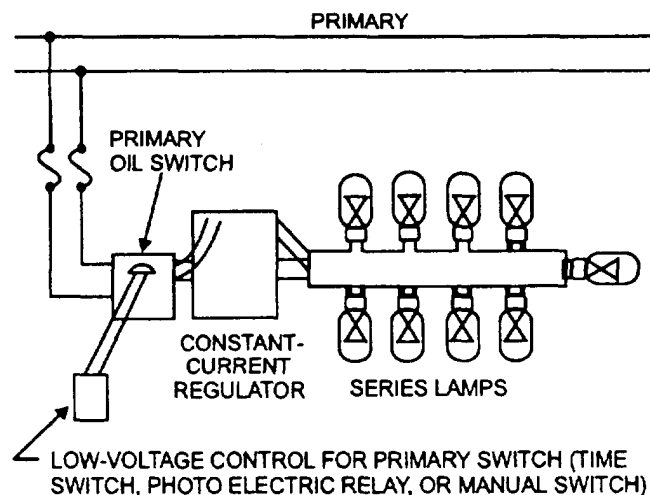 PRIMARY
PRIMARY
OIL SWITCH
CONSTANT-
CURRENT
REGULATOR
SERIES LAMPS
LOW-VOLTAGE CONTROL FOR PRIMARY SWITCH (TIME
SWITCH, PHOTO ELECTRIC RELAY, OR MANUAL SWITCH)